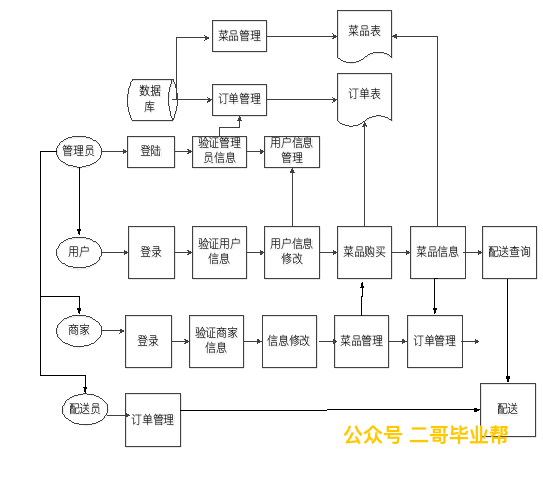 菜品管理
菜品表
数据
库
订单管理
订单表
管理员
登陆
验证管理
员信息
用户信息
管理
用户
登录
验证用户
信息
用户信息
修改
菜品购买
菜品信息
配送查询
商家
登录
验证商家
信息
信息修改
菜品管理
订单管理
配送员
订单管理
配送
公众号 二哥毕业帮